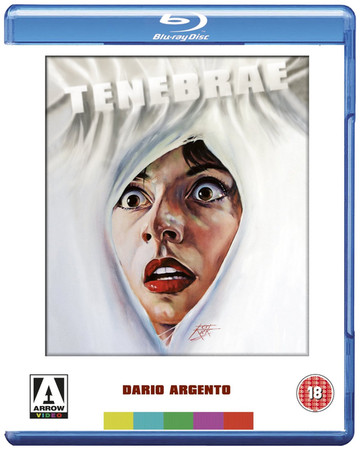 Blu-ray Disc
TENEBRAE
DARIO ARGENTO
ARROW
VIDEO
18